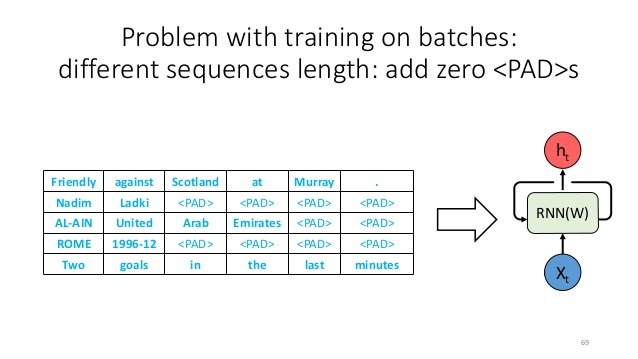 Problem with training on batches:
different sequences length: add zero <PAD>s
Friendly against Scotland at Murray .
Nadim Ladki <PAD> <PAD> <PAD> <PAD>
AL-AIN United Arab Emirates <PAD> <PAD>
ROME 1996-12 <PAD> <PAD> <PAD> <PAD>
Two goals in the last minutes
ht
RNN(W)
Xt
69